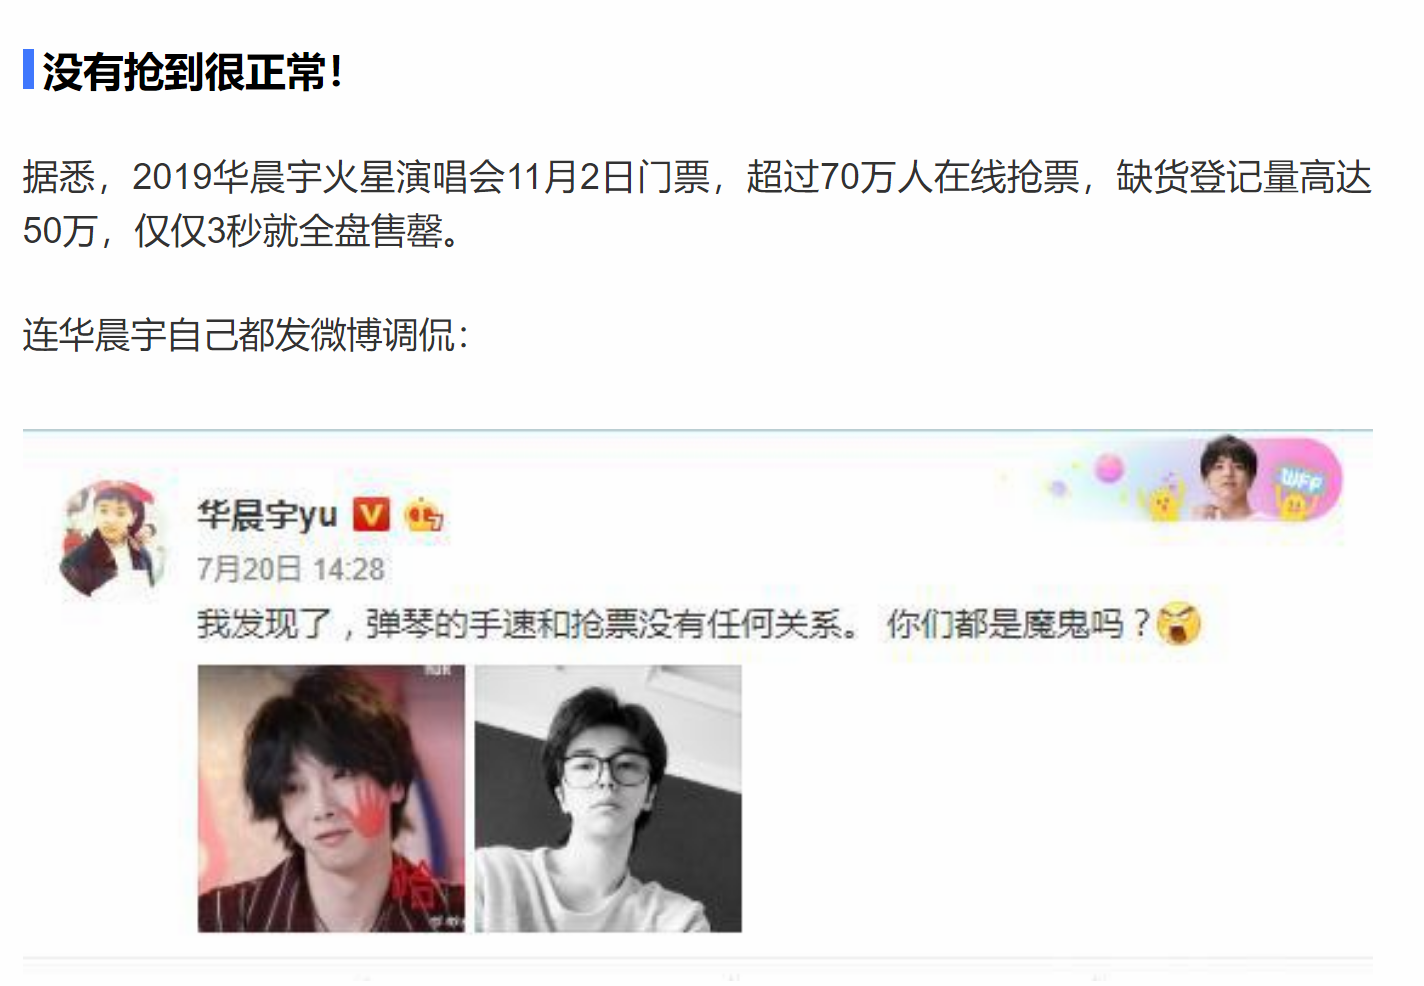 没有抢到很正常！
据悉，2019华晨宇火星演唱会11月2日门票，超过70万人在线抢票，缺货登记量高达
50万，仅仅3秒就全盘售罄。
连华晨宇自己都发微博调侃：
WFF
华晨宇yu
7月20日 14:28
我发现了，弹琴的手速和抢票没有任何关系。 你们都是魔鬼吗？